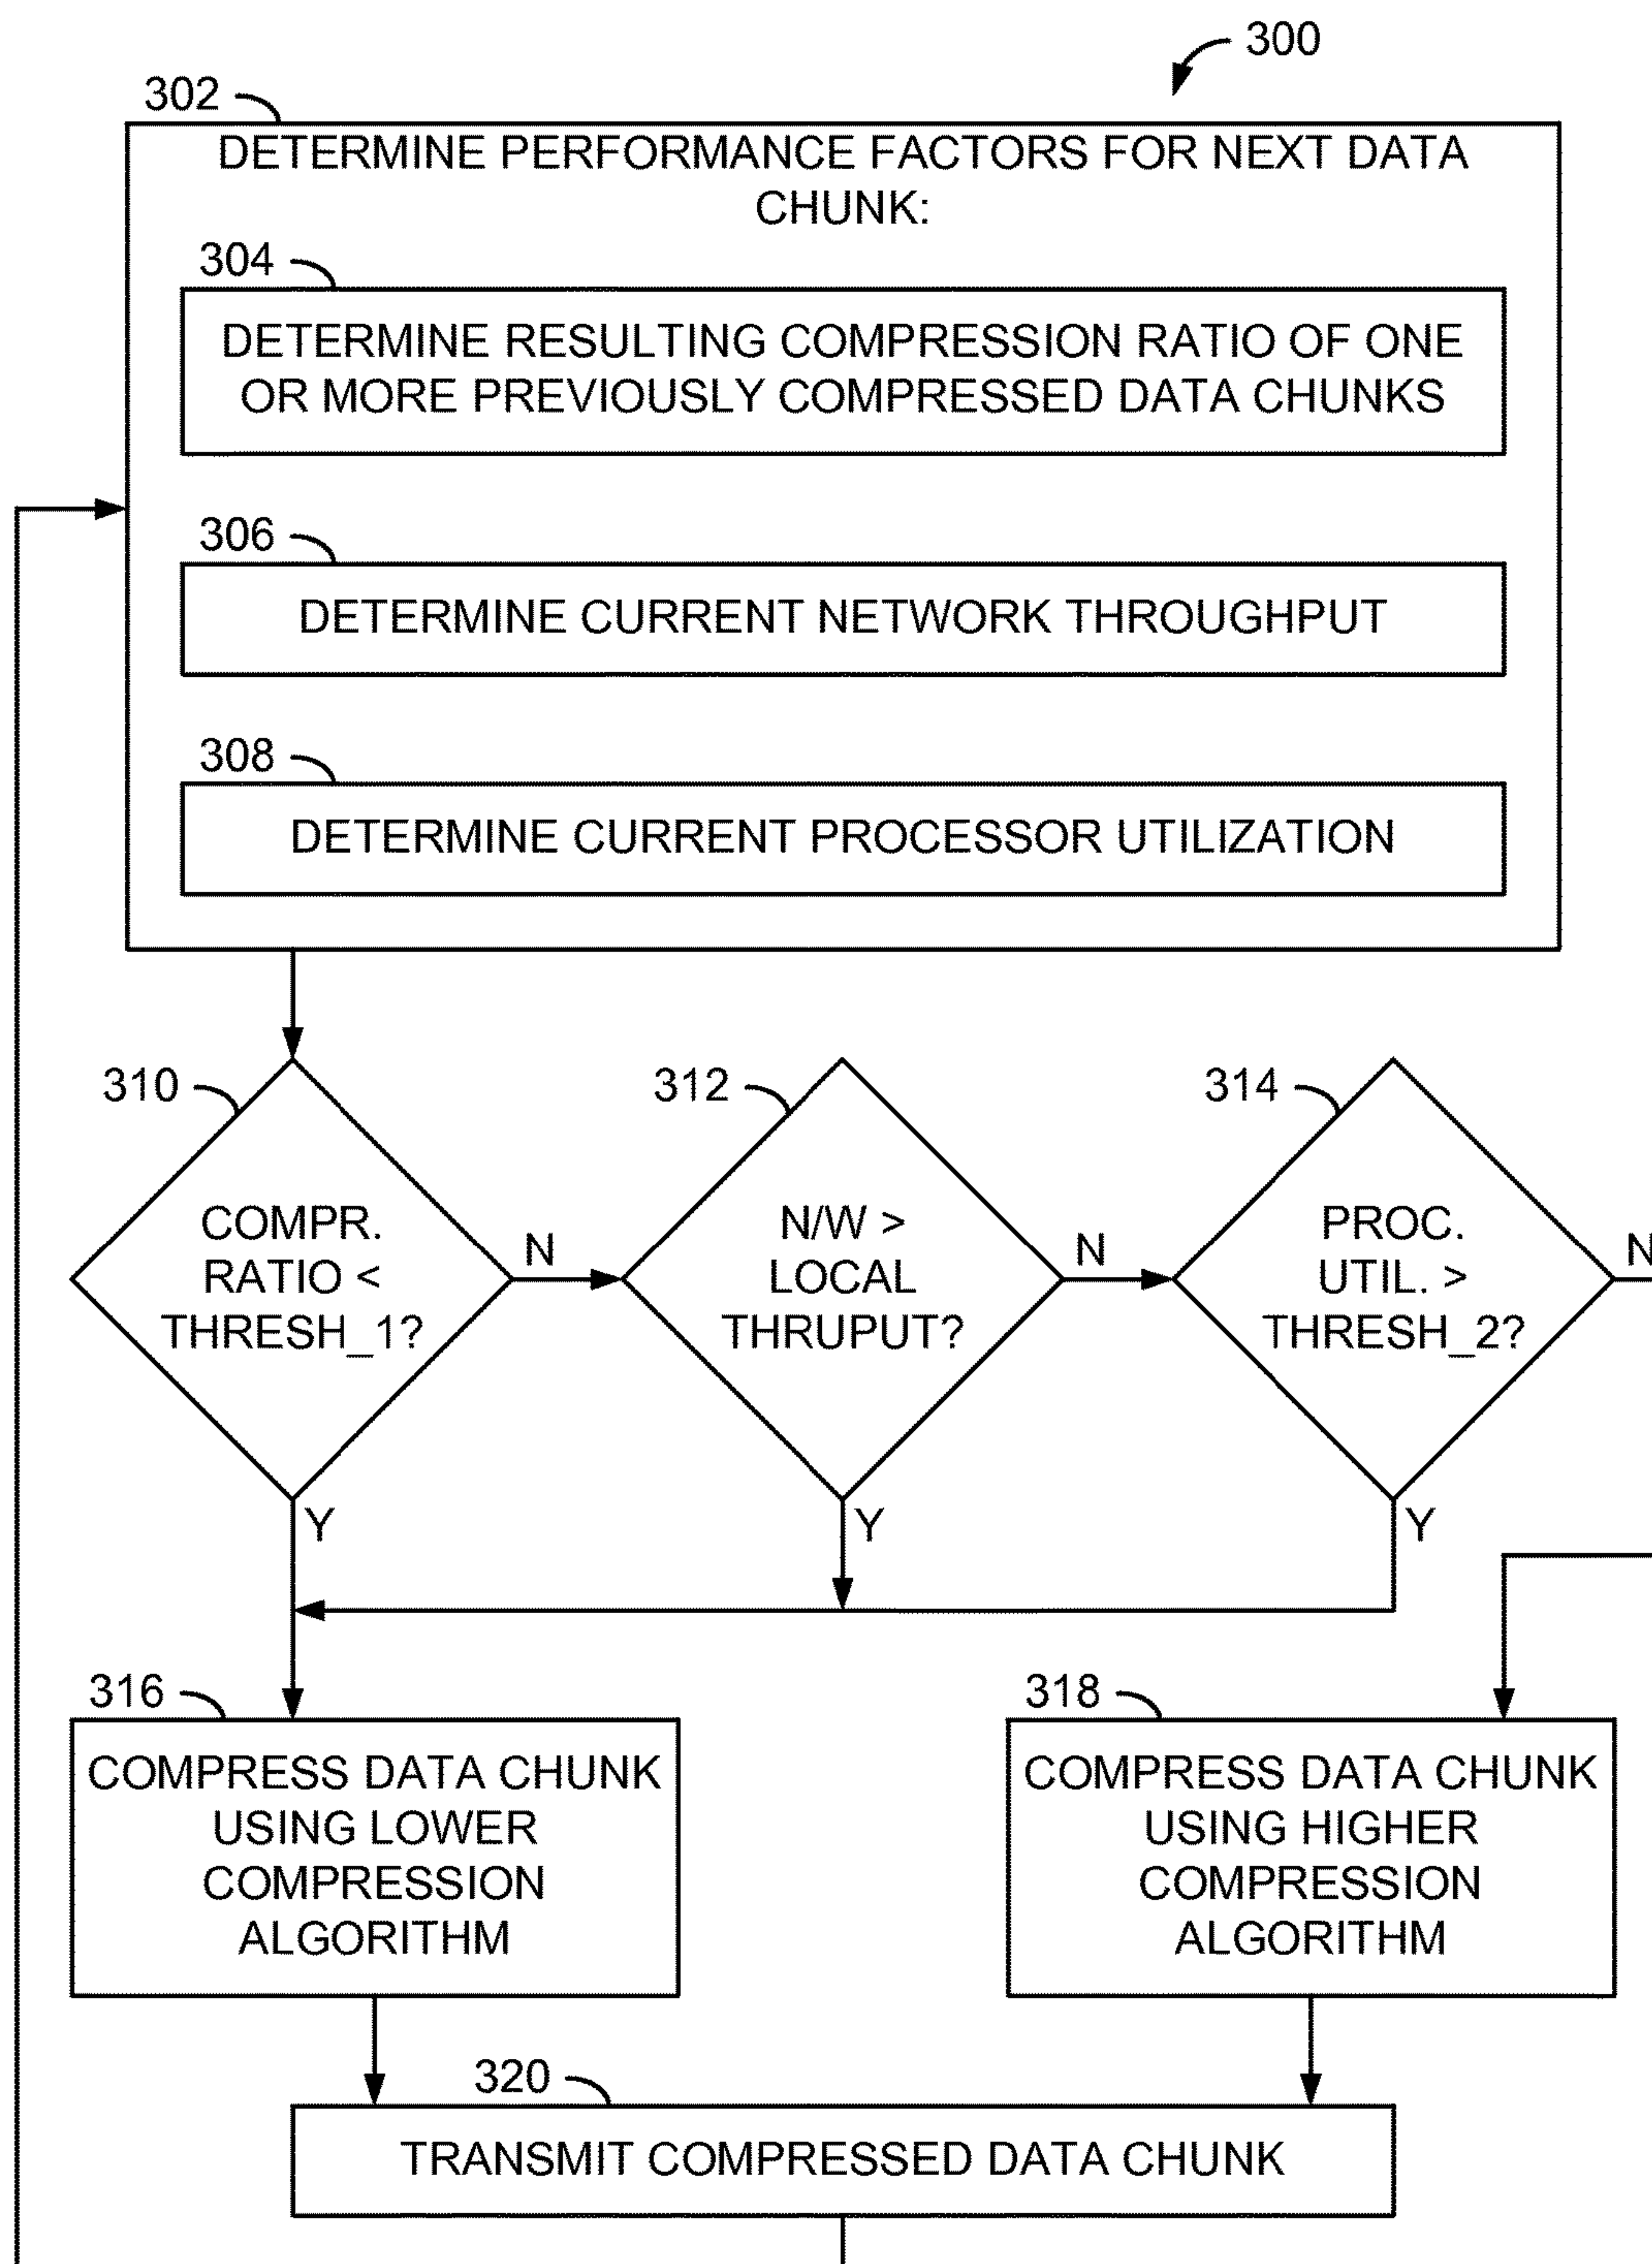 300
302
DETERMINE PERFORMANCE FACTORS FOR NEXT DATA
CHUNK:
304
DETERMINE RESULTING COMPRESSION RATIO OF ONE
OR MORE PREVIOUSLY COMPRESSED DATA CHUNKS
306
DETERMINE CURRENT NETWORK THROUGHPUT
308
DETERMINE CURRENT PROCESSOR UTILIZATION
310
COMPR.
RATIO <
THRESH_1?
N
Y
312
N/W >
LOCAL
THRUPUT?
N
Y
314
PROC.
UTIL. >
THRESH_2?
N
Y
316
COMPRESS DATA CHUNK
USING LOWER
COMPRESSION
ALGORITHM
318
COMPRESS DATA CHUNK
USING HIGHER
COMPRESSION
ALGORITHM
320
TRANSMIT COMPRESSED DATA CHUNK